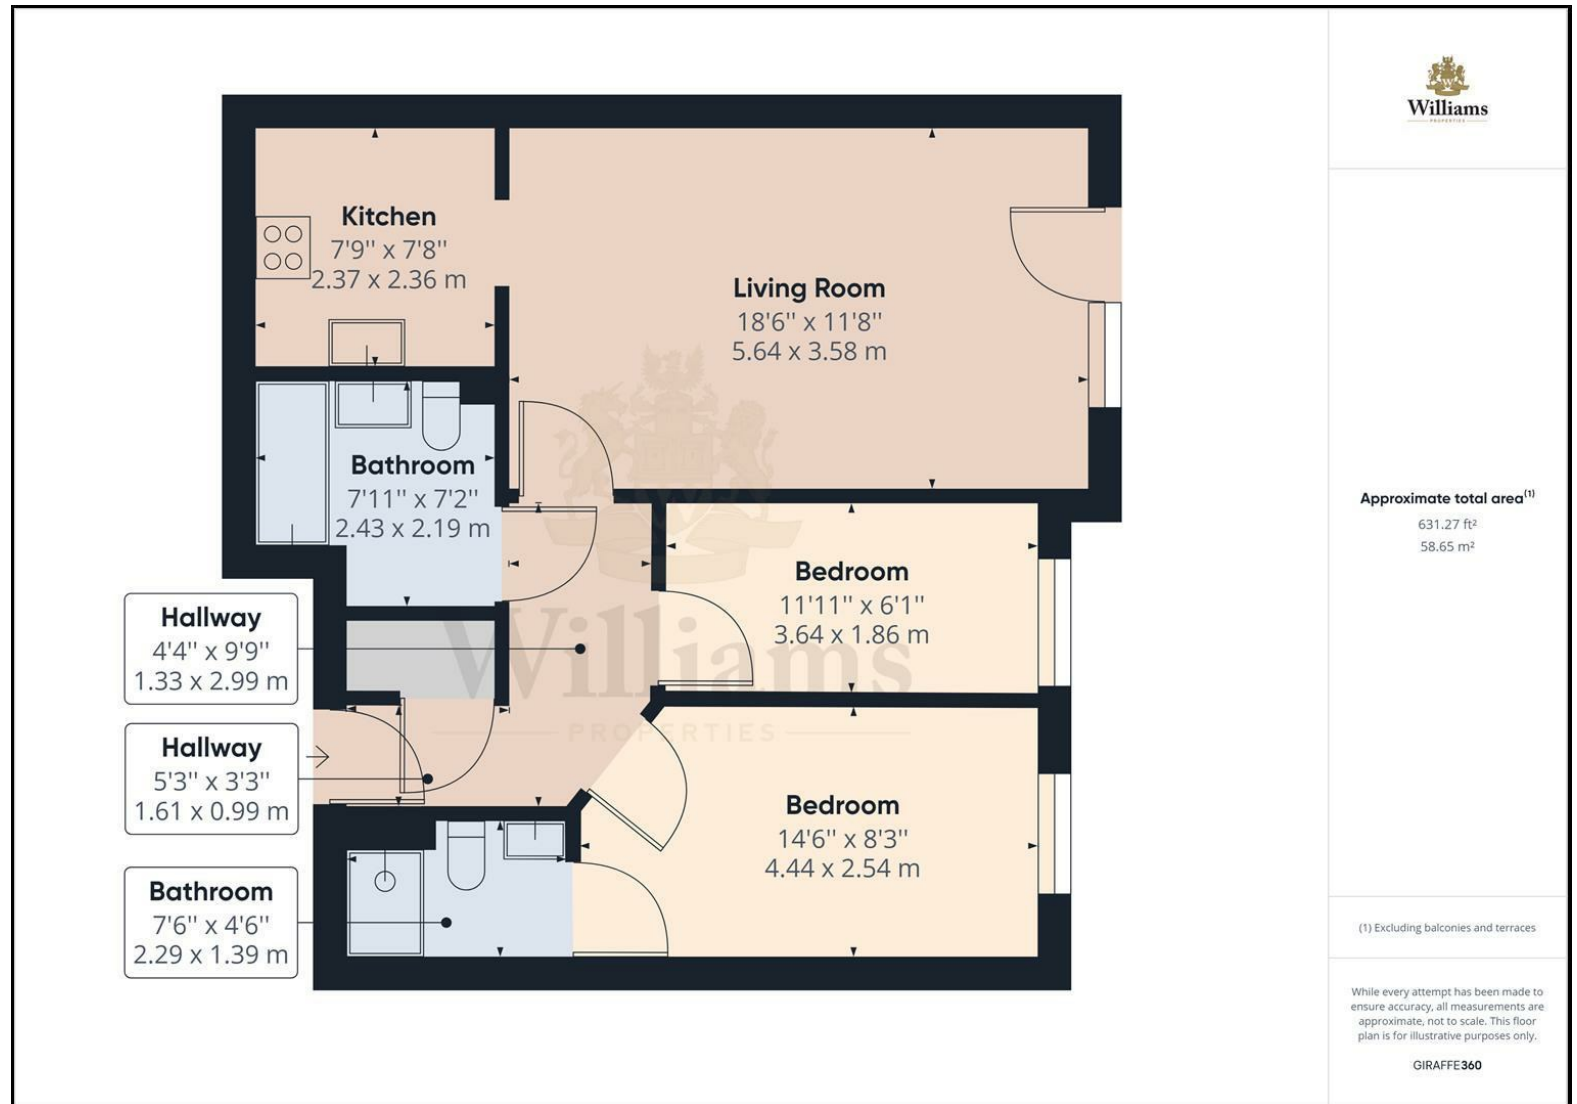 Kitchen
7'9'' x 7'8''
2.37 x 2.36 m
Living Room
18'6'' x 11'8''
5.64 x 3.58 m
Bathroom
7'11'' x 7'2''
2.43 x 2.19 m
Bedroom
11'11'' x 6'1''
3.64 x 1.86 m
Hallway
4'4'' x 9'9''
1.33 x 2.99 m
Hallway
5'3'' x 3'3''
1.61 x 0.99 m
Bedroom
14'6'' x 8'3''
4.44 x 2.54 m
Bathroom
7'6'' x 4'6''
2.29 x 1.39 m
W
Williams
PROPERTIES
W
Williams
PROPERTIES
Approximate total area(1)
631.27 ft²
58.65 m²
(1) Excluding balconies and terraces
While every attempt has been made to
ensure accuracy, all measurements are
approximate, not to scale. This floor
plan is for illustrative purposes only.
GIRAFFE360